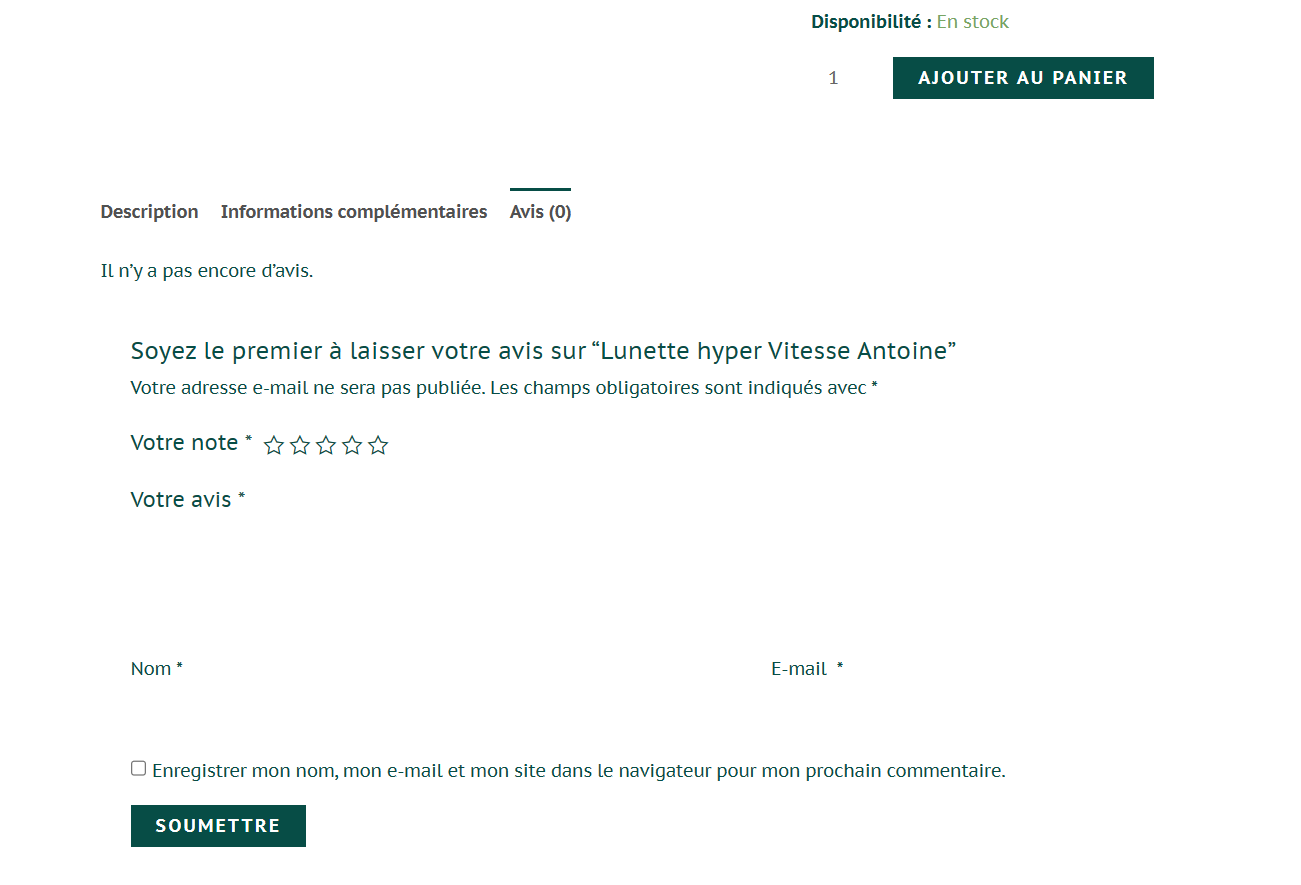 Disponibilité : En stock
1 AJOUTER AU PANIER
Description Informations complémentaires Avis (0)
Il n’y a pas encore d’avis.
Soyez le premier à laisser votre avis sur “Lunette hyper Vitesse Antoine”
Votre adresse e-mail ne sera pas publiée. Les champs obligatoires sont indiqués avec *
Votre note *
Votre avis *
Nom * E-mail *
Enregistrer mon nom, mon e-mail et mon site dans le navigateur pour mon prochain commentaire.
SOUMETTRE